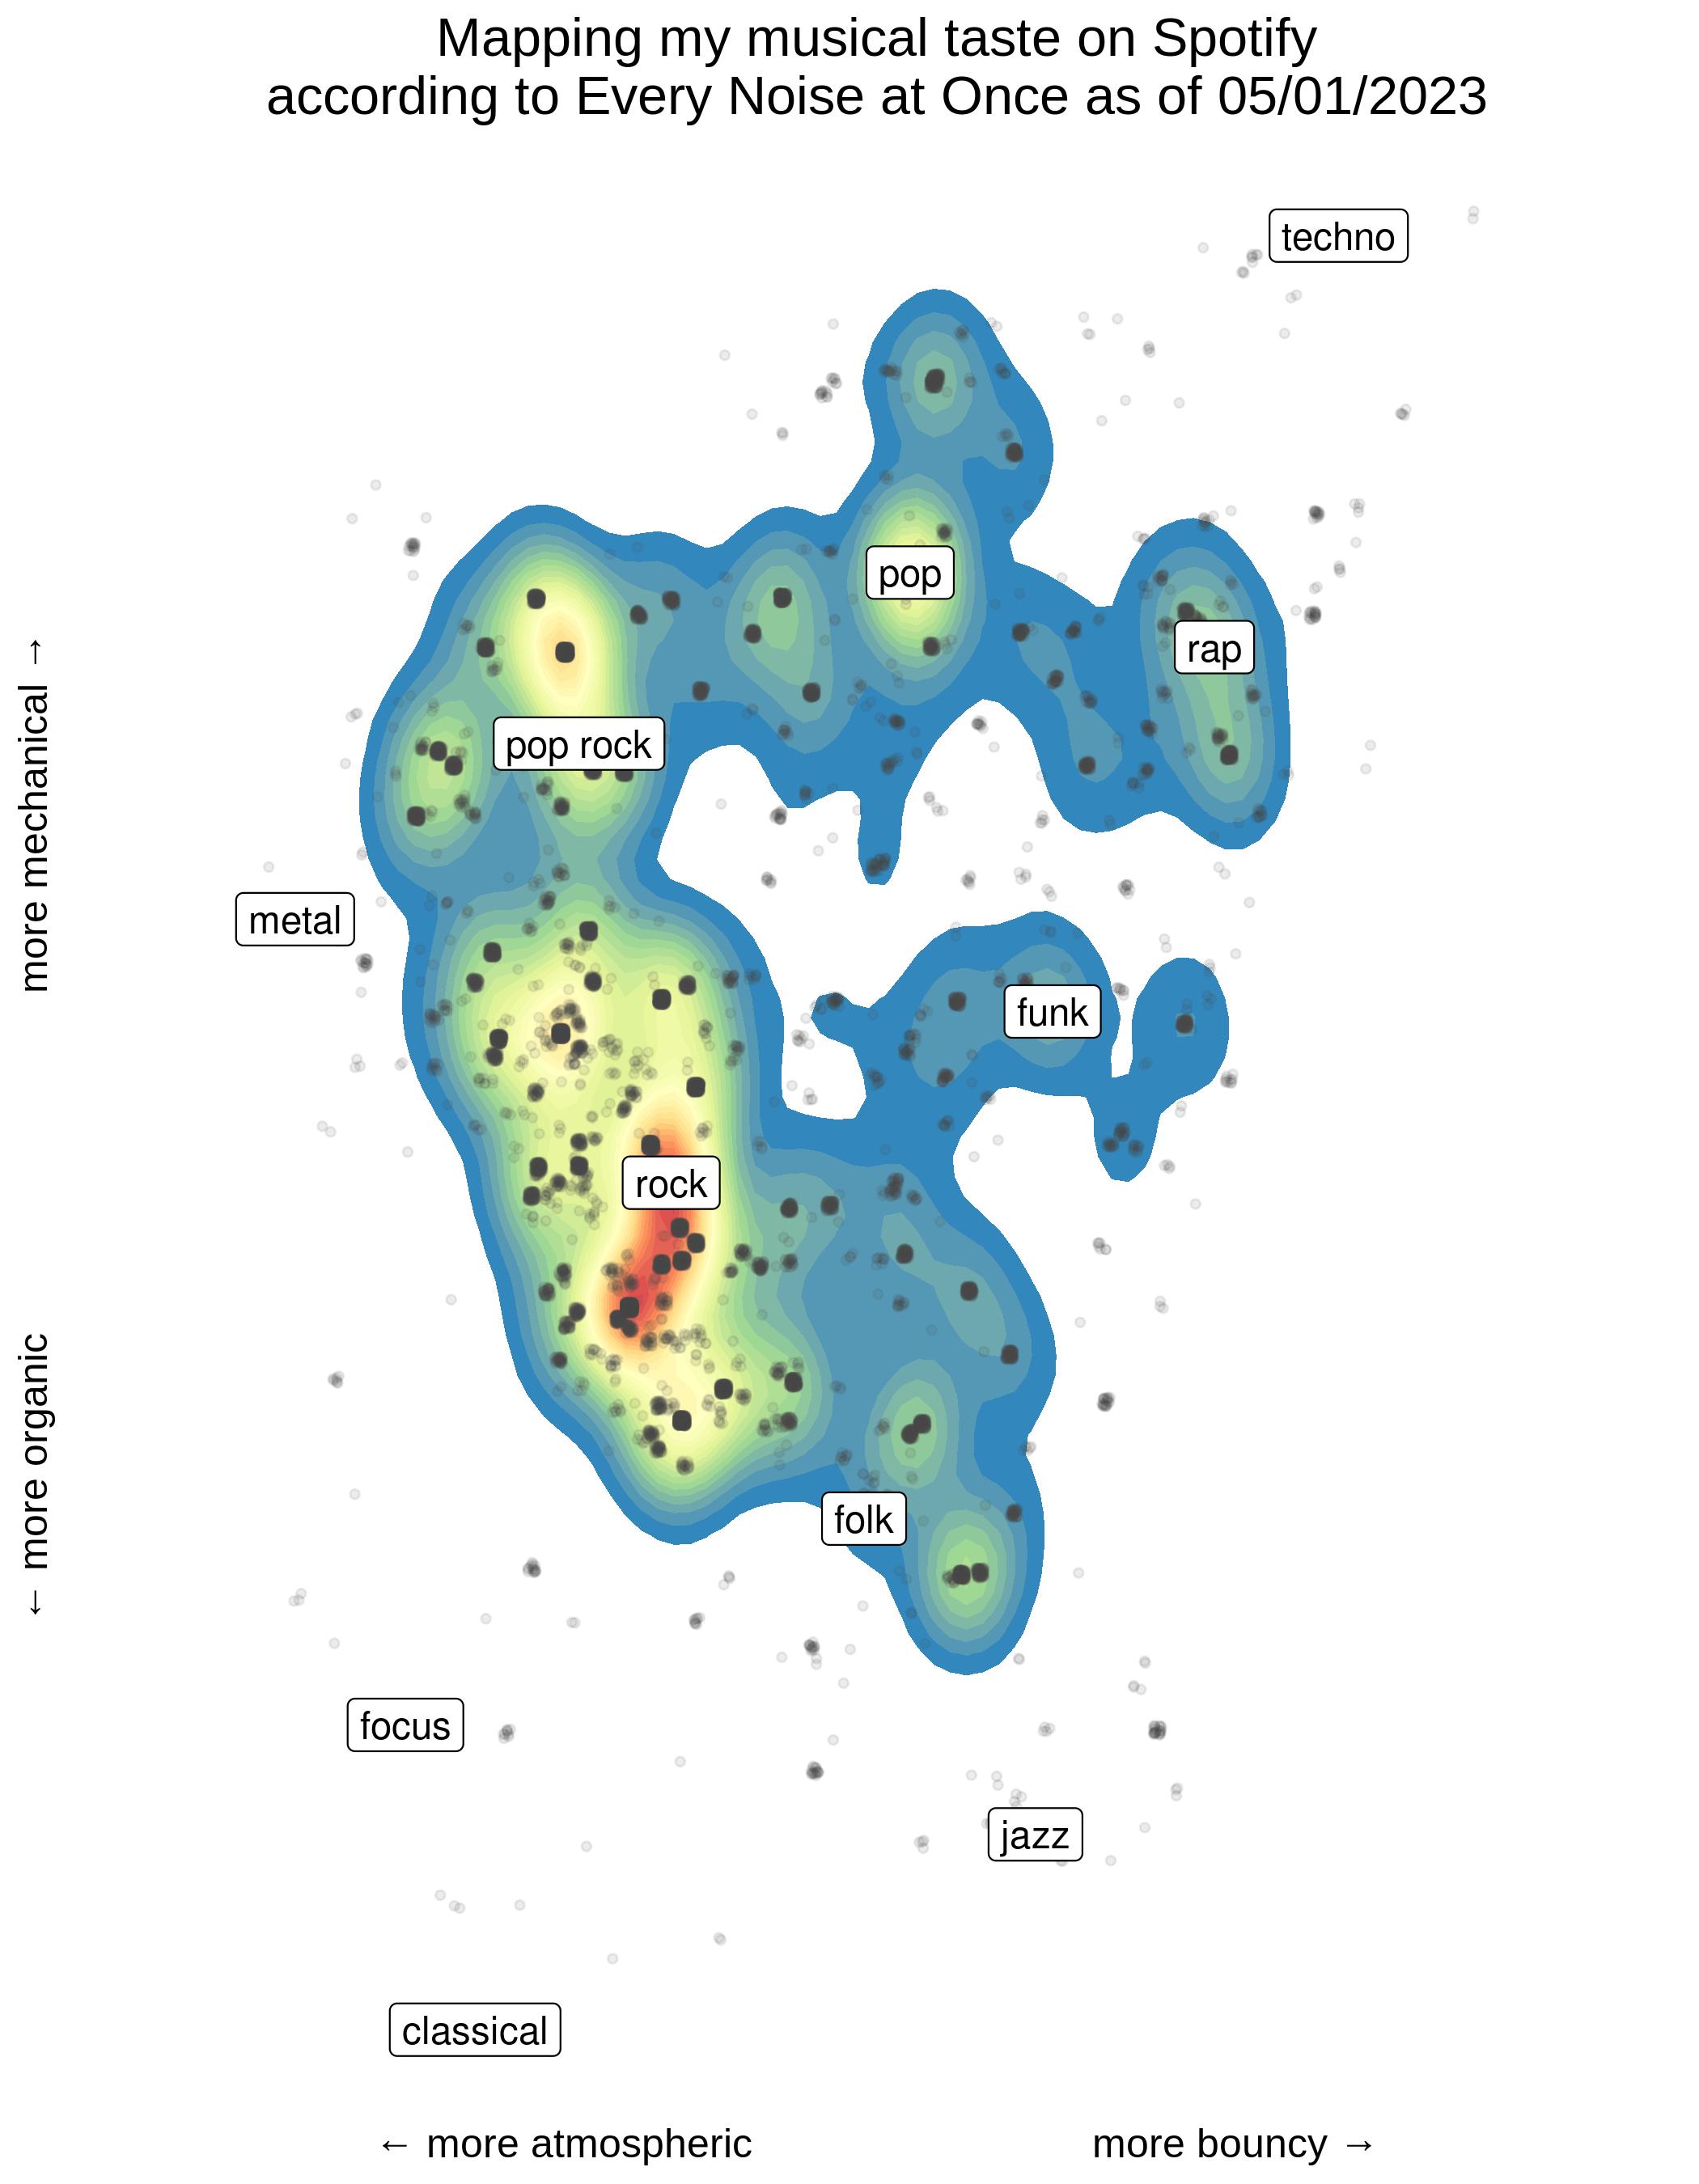 Mapping my musical taste on Spotify
according to Every Noise at Once as of 05/01/2023
techno
pop
rap
pop rock
metal
funk
rock
folk
focus
jazz
classical
more mechanical →
← more organic
← more atmospheric
more bouncy →